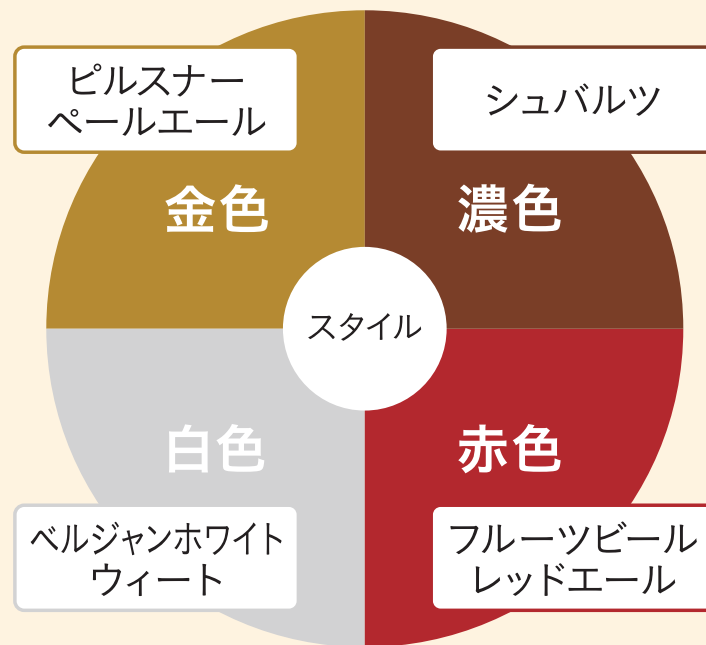 ピルスナー
ペールエール
シュバルツ
金色
濃色
スタイル
白色
赤色
ベルジャンホワイト
ウィート
フルーツビール
レッドエール